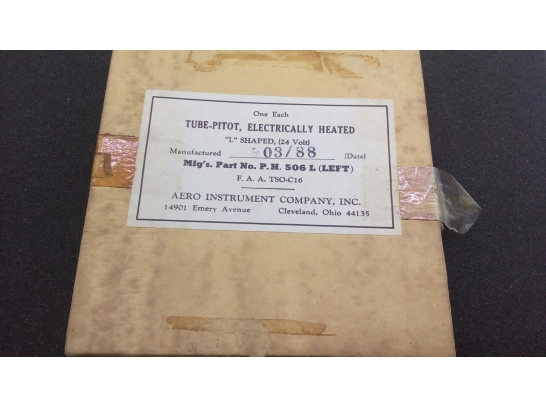 One Each
TUBE-PITOT, ELECTRICALLY HEATED
"L" SHAPED, (24 Volt)
Manufactured 03/88 (Date)
Mfg's. Part No. P. H. 506 L (LEFT)
F. A. A. TSO-C16
AERO INSTRUMENT COMPANY, INC.
14901 Emery Avenue Cleveland, Ohio 44135